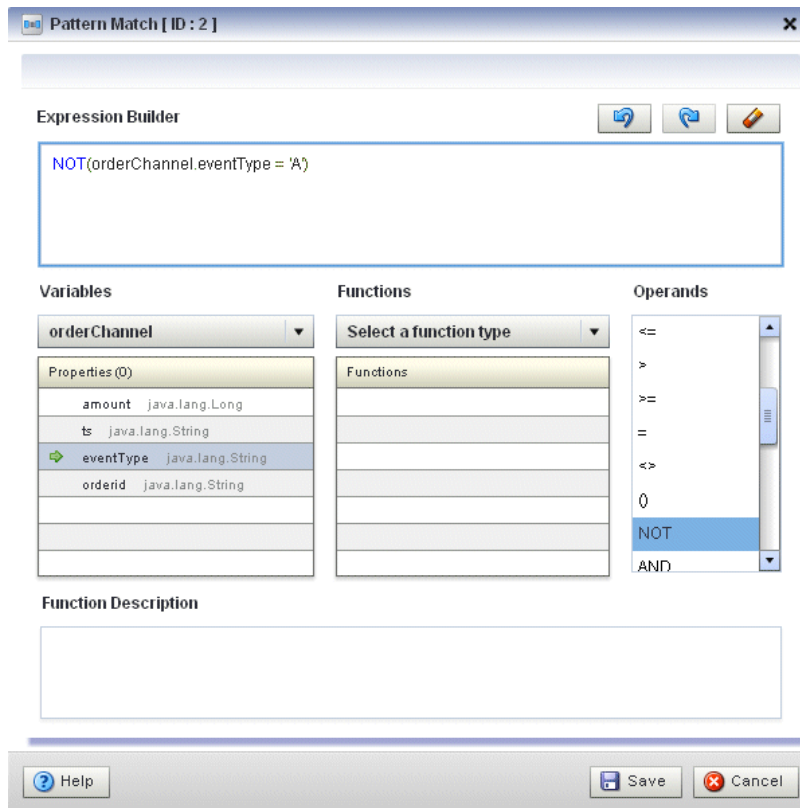 Pattern Match [ ID : 2 ]
Expression Builder
NOT(orderChannel.eventType = 'A')
Variables
Functions
Operands
orderChannel
Select a function type
Properties (0)
Functions
amount java.lang.Long
ts java.lang.String
eventType java.lang.String
orderid java.lang.String
<=
>
>=
=
<>
()
NOT
AND
Function Description
Help
Save
Cancel